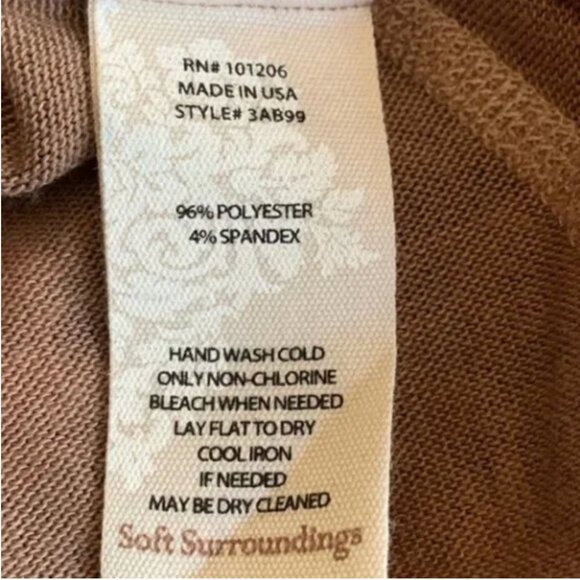 RN# 101206
MADE IN USA
STYLE# 3AB99
96% POLYESTER
4% SPANDEX
HAND WASH COLD
ONLY NON-CHLORINE
BLEACH WHEN NEEDED
LAY FLAT TO DRY
COOL IRON
IF NEEDED
MAY BE DRY CLEANED
Soft Surroundings